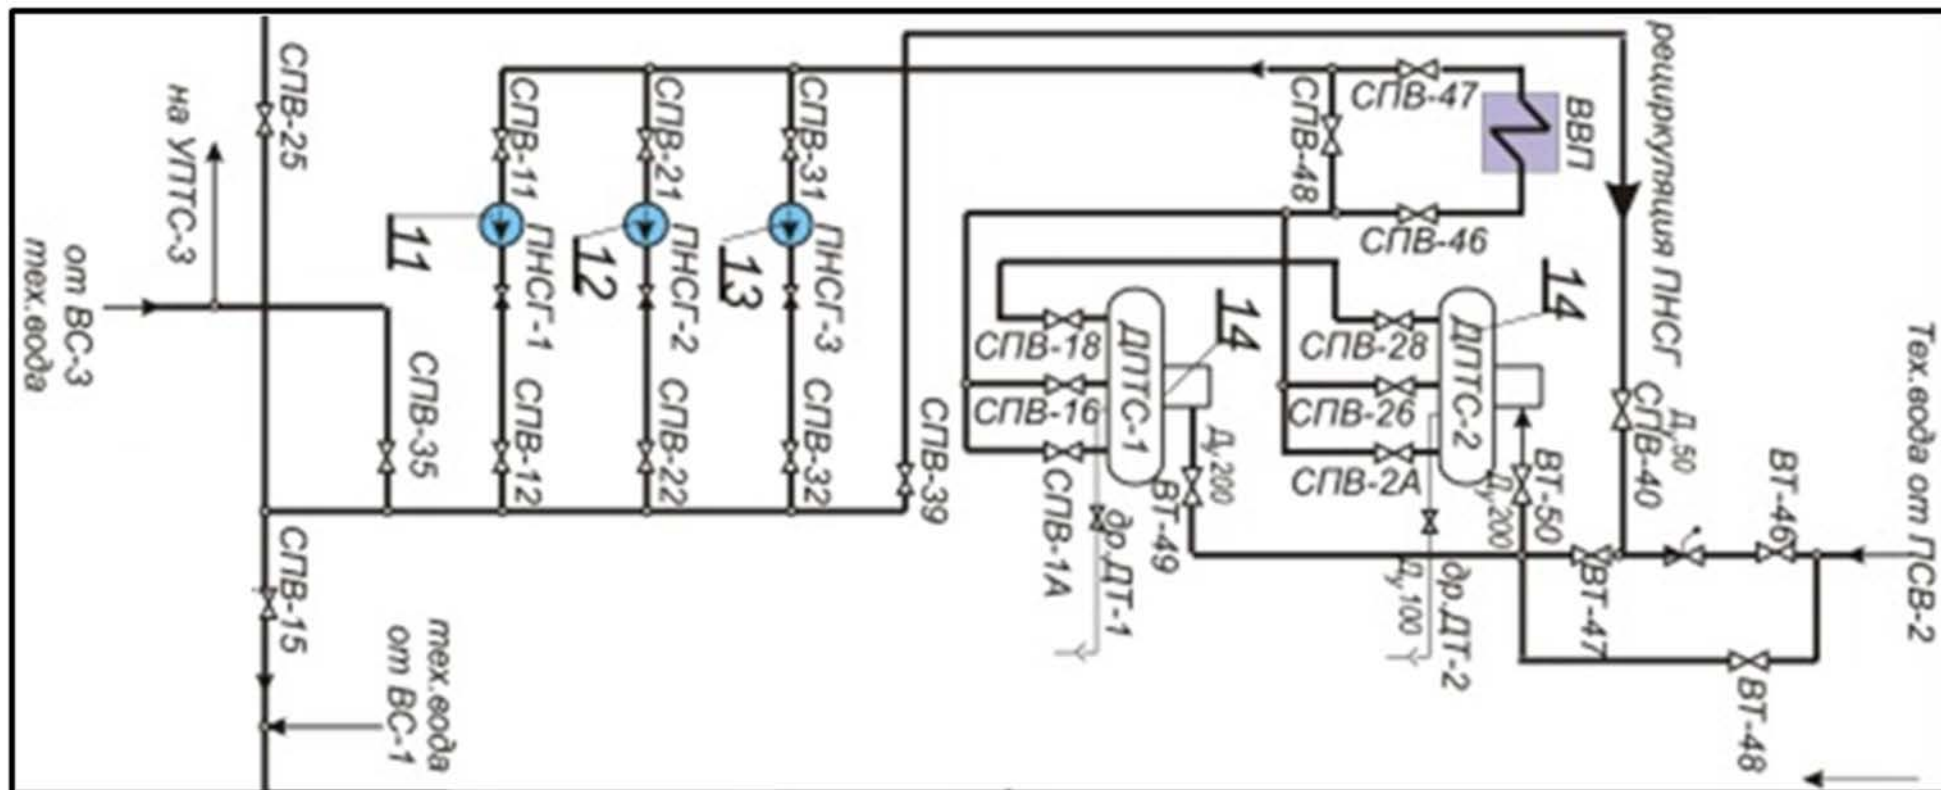 СПВ-25
на УПТС-3
от ВС-3
тех.вода
СПВ-35
СПВ-15
тех.вода
от ВС-1
11
СПВ-11
ПНСГ-1
СПВ-12
12
СПВ-21
ПНСГ-2
СПВ-22
13
СПВ-31
ПНСГ-3
СПВ-32
СПВ-39
СПВ-48
СПВ-47
ВВП
СПВ-46
рециркуляция ПНСГ
СПВ-40
Ду50
СПВ-18
СПВ-16
СПВ-1А
ДПТС-1
14
Ду200
ВТ-49
др.ДТ-1
СПВ-28
СПВ-26
СПВ-2А
ДПТС-2
14
Ду200
ВТ-50
др.ДТ-2
Ду100
ВТ-47
ВТ-46
ВТ-48
Тех.вода от ПСВ-2